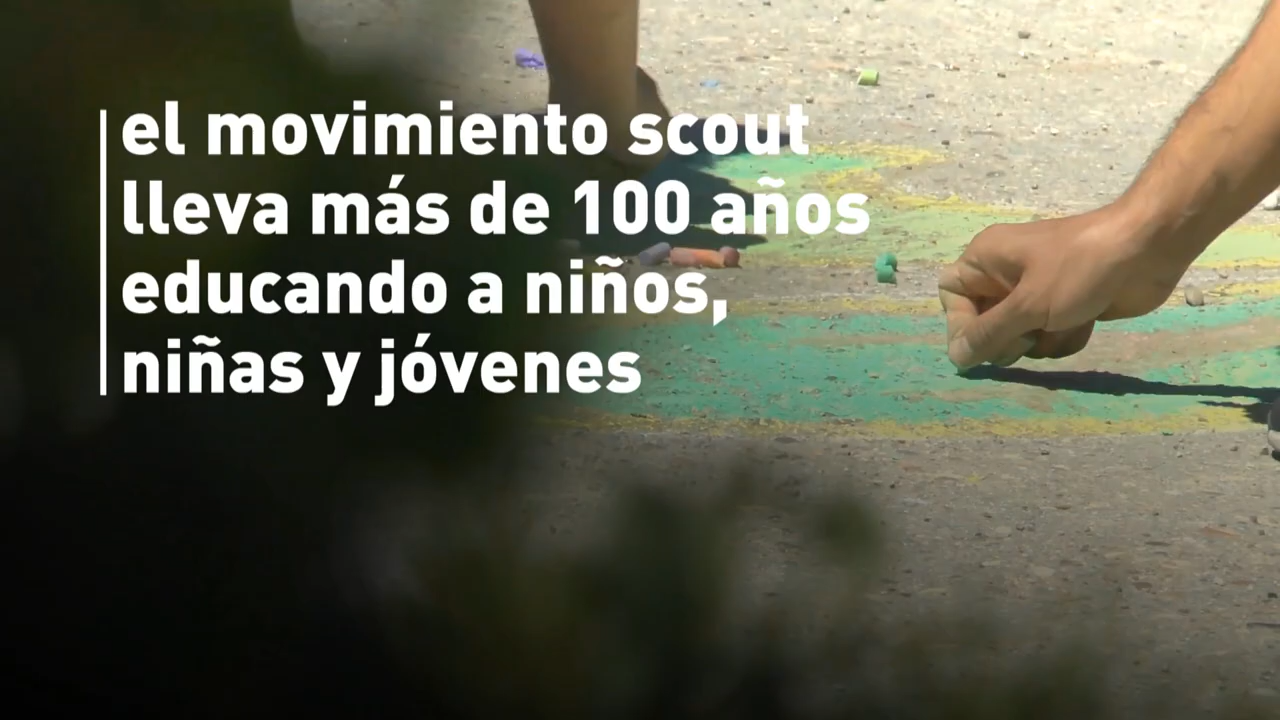 el movimiento scout
lleva más de 100 años
educando a niños,
niñas y jóvenes